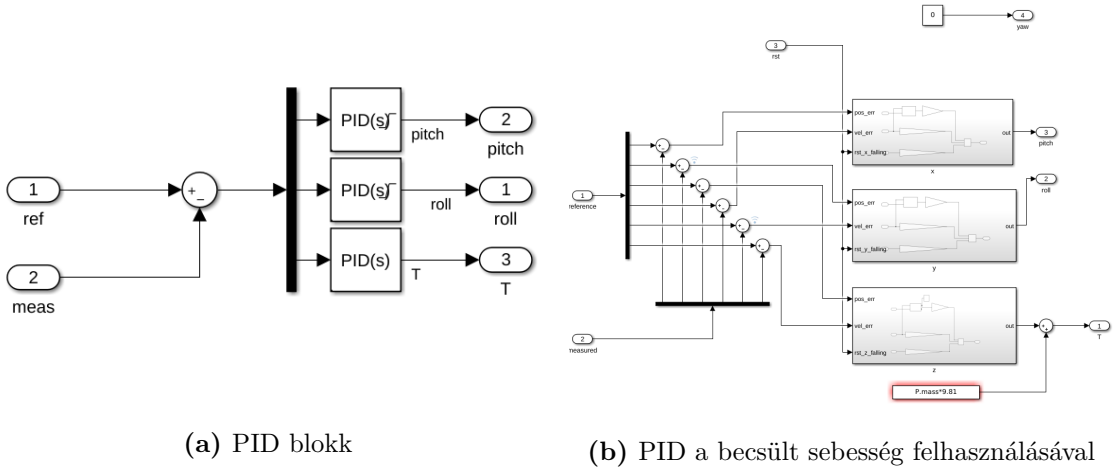 1
ref
2
meas
+
−
PID(s)
pitch
2
pitch
PID(s)
roll
1
roll
PID(s)
T
3
T
(a) PID blokk
0
4
yaw
3
rst
1
reference
2
measured
pos_err
vel_err
rst_x_falling
out
x
3
pitch
2
roll
pos_err
vel_err
rst_y_falling
out
y
pos_err
vel_err
rst_z_falling
out
z
P.mass*9.81
1
T
(b) PID a becsült sebesség felhasználásával